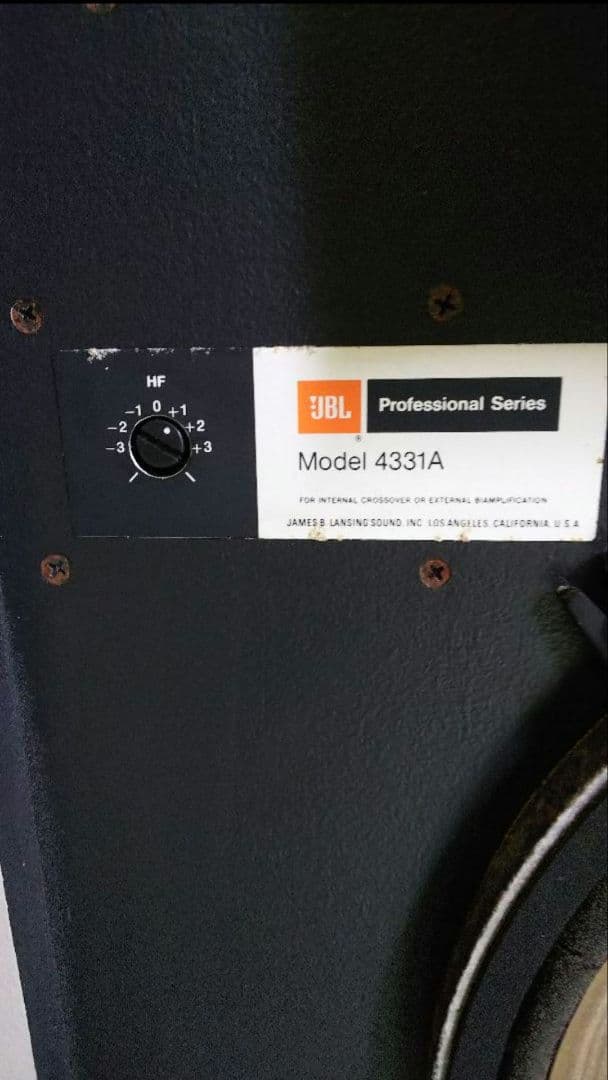 HF
-1 0 +1
-2 +2
-3 +3
JBL Professional Series
®
Model 4331A
FOR INTERNAL CROSSOVER OR EXTERNAL BIAMPLIFICATION
JAMES B. LANSING SOUND, INC. LOS ANGELES, CALIFORNIA, U.S.A.